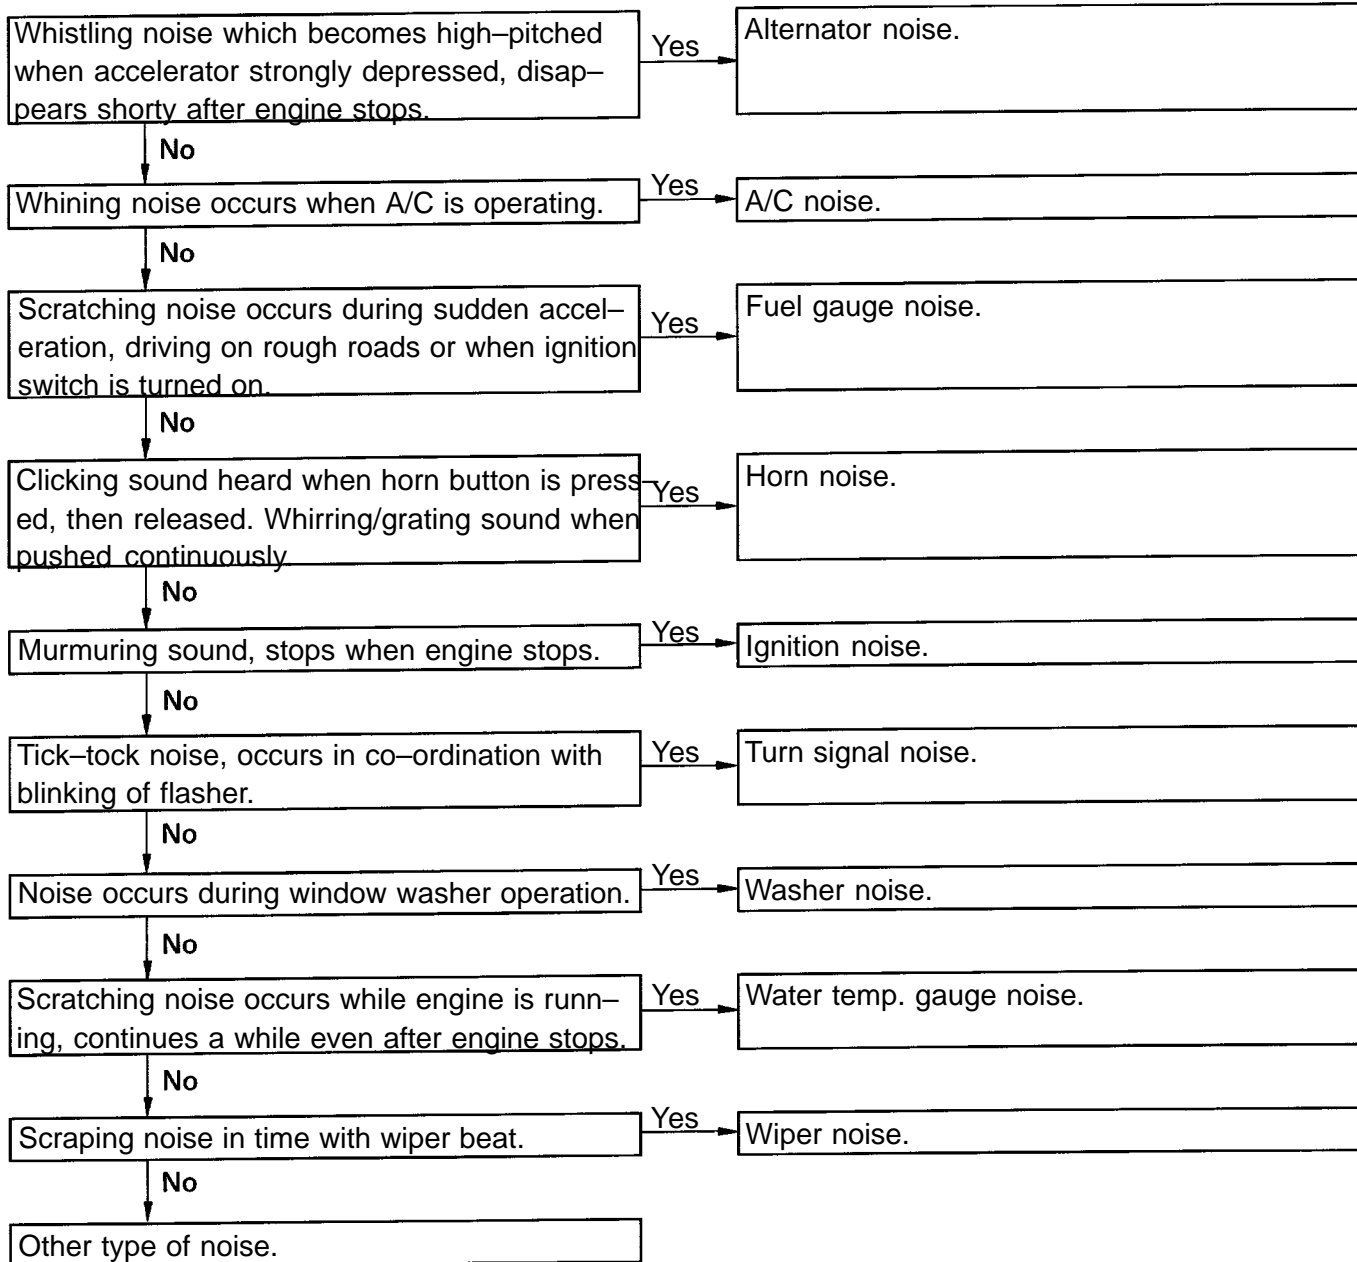 Whistling noise which becomes high–pitched
when accelerator strongly depressed, disap–
pears shorty after engine stops.
Yes
Alternator noise.
No
Whining noise occurs when A/C is operating.
Yes
A/C noise.
No
Scratching noise occurs during sudden accel–
eration, driving on rough roads or when ignition
switch is turned on.
Yes
Fuel gauge noise.
No
Clicking sound heard when horn button is press–
ed, then released. Whirring/grating sound when
pushed continuously
Yes
Horn noise.
No
Murmuring sound, stops when engine stops.
Yes
Ignition noise.
No
Tick–tock noise, occurs in co–ordination with
blinking of flasher.
Yes
Turn signal noise.
No
Noise occurs during window washer operation.
Yes
Washer noise.
No
Scratching noise occurs while engine is runn–
ing, continues a while even after engine stops.
Yes
Water temp. gauge noise.
No
Scraping noise in time with wiper beat.
Yes
Wiper noise.
No
Other type of noise.